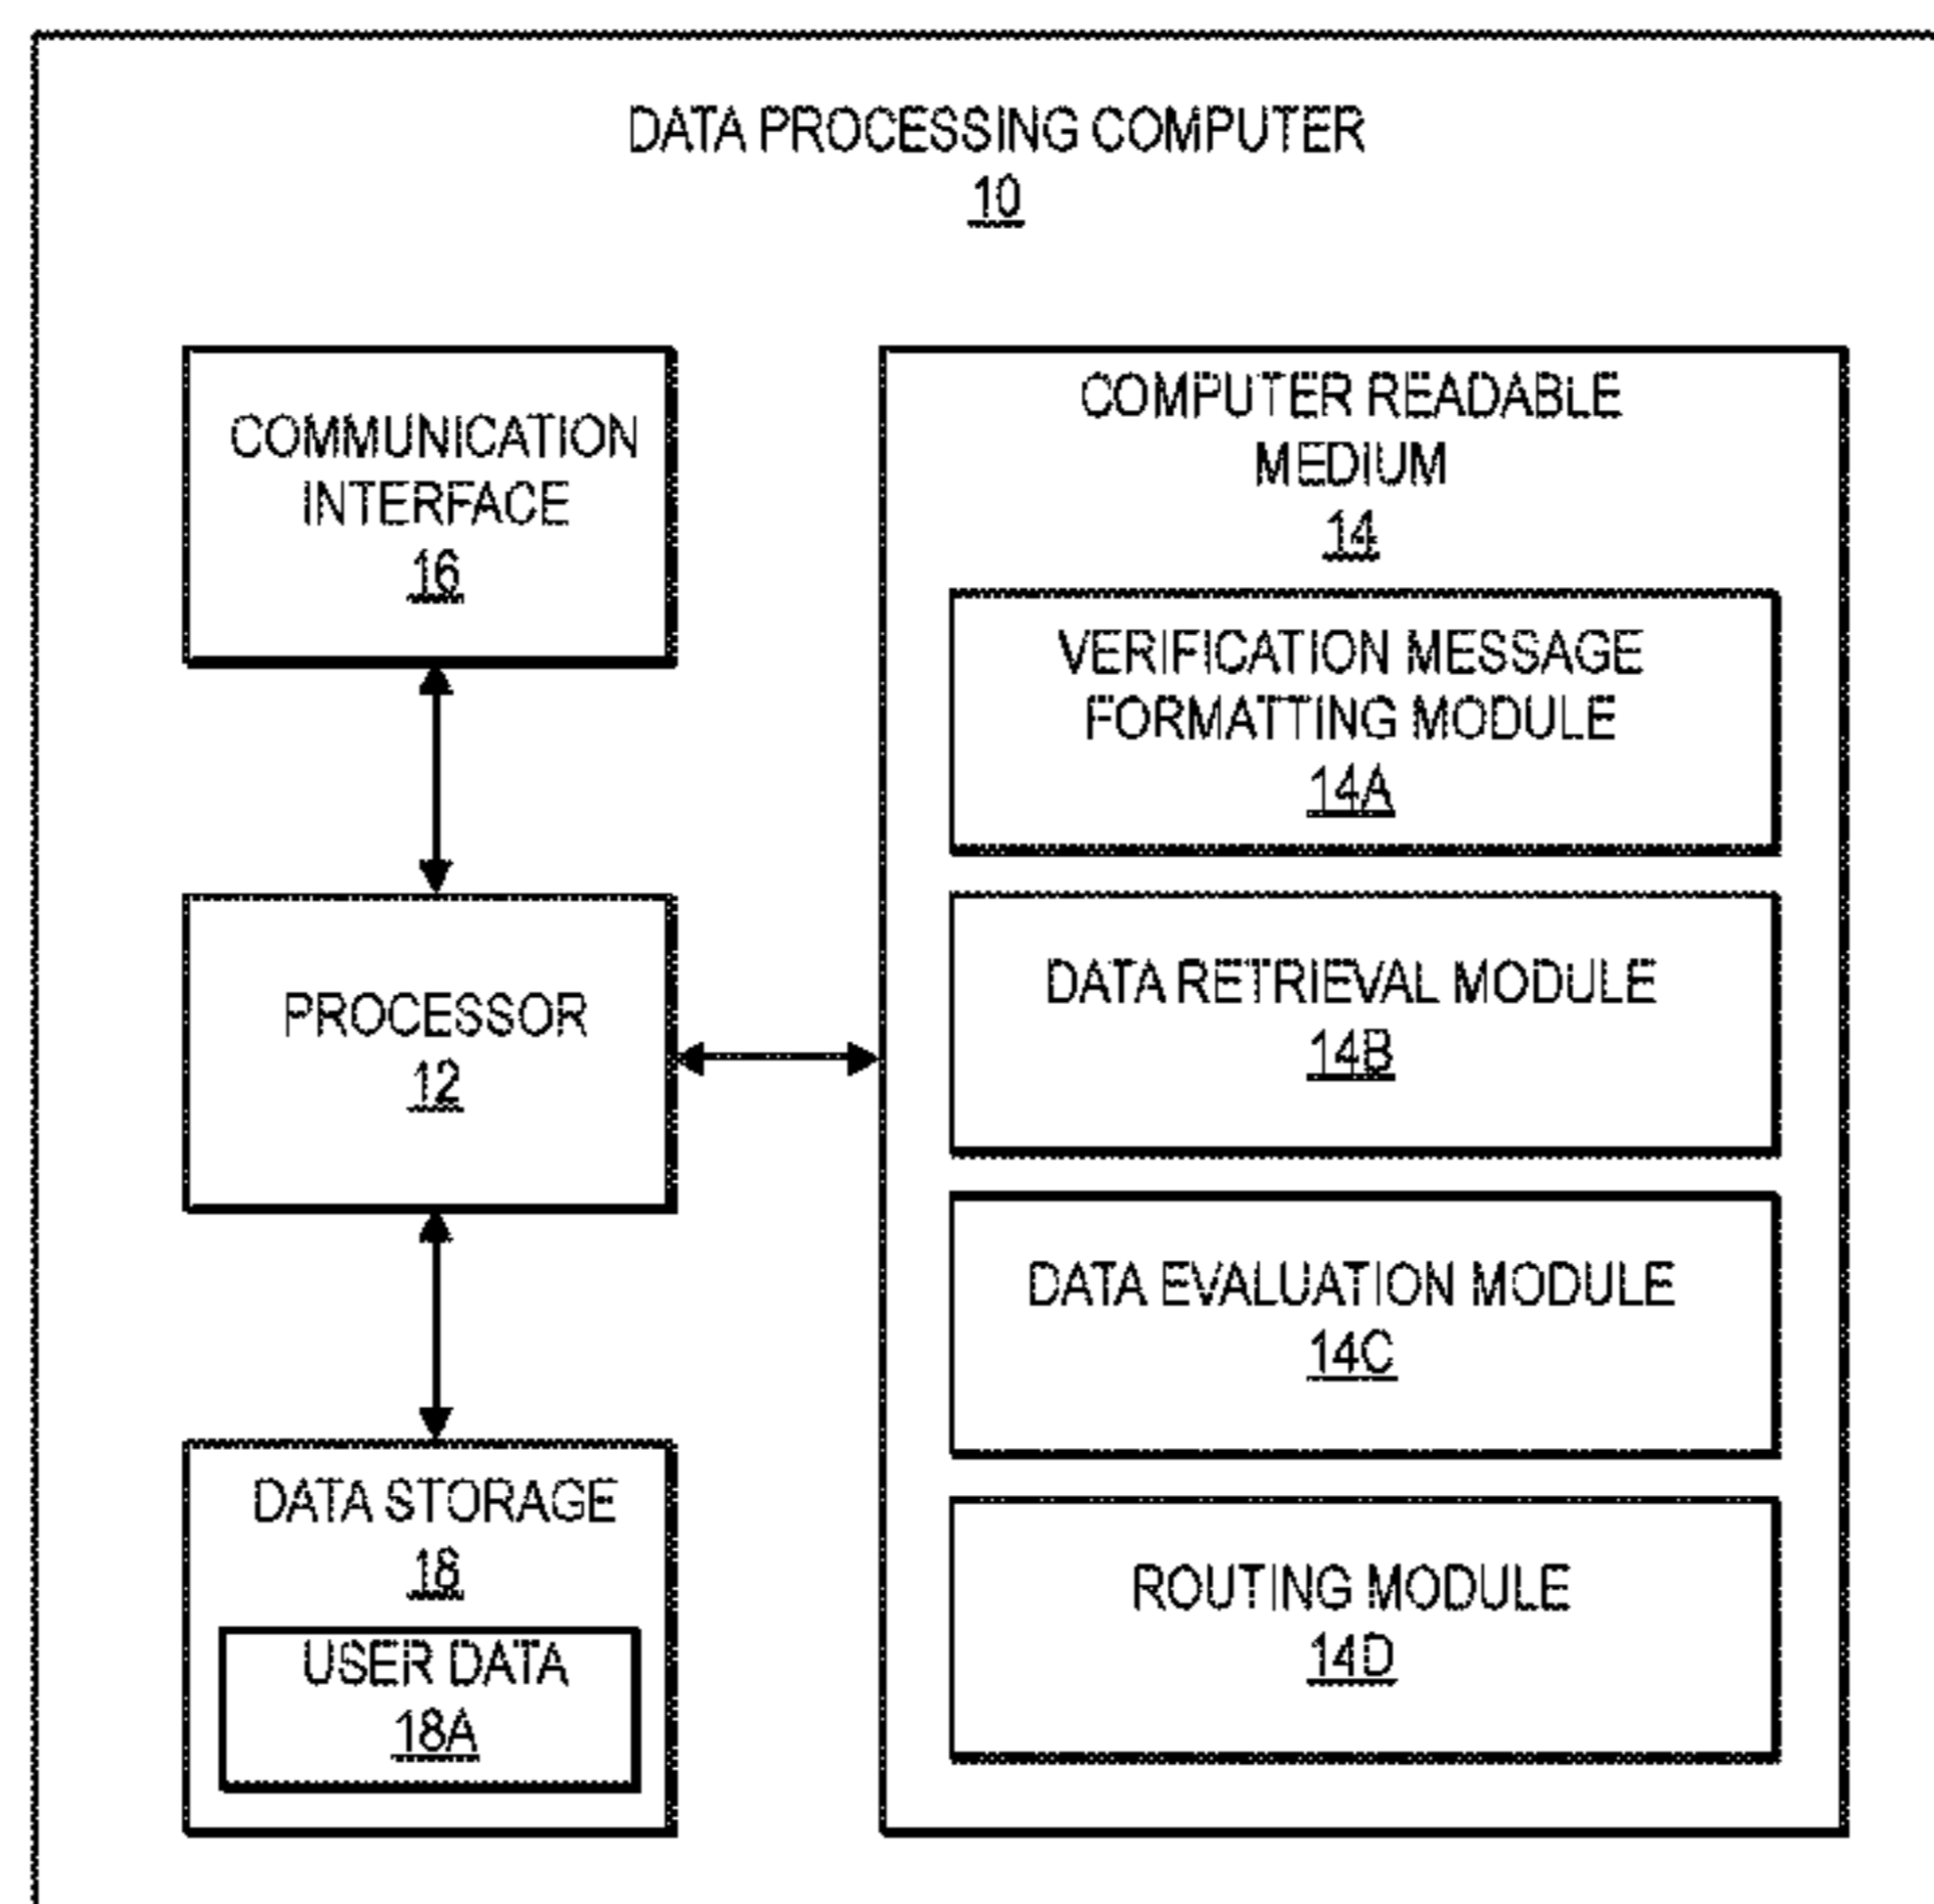 DATA PROCESSING COMPUTER
10
COMMUNICATION
INTERFACE
16
PROCESSOR
12
DATA STORAGE
18
USER DATA
18A
COMPUTER READABLE
MEDIUM
14
VERIFICATION MESSAGE
FORMATTING MODULE
14A
DATA RETRIEVAL MODULE
14B
DATA EVALUATION MODULE
14C
ROUTING MODULE
14D